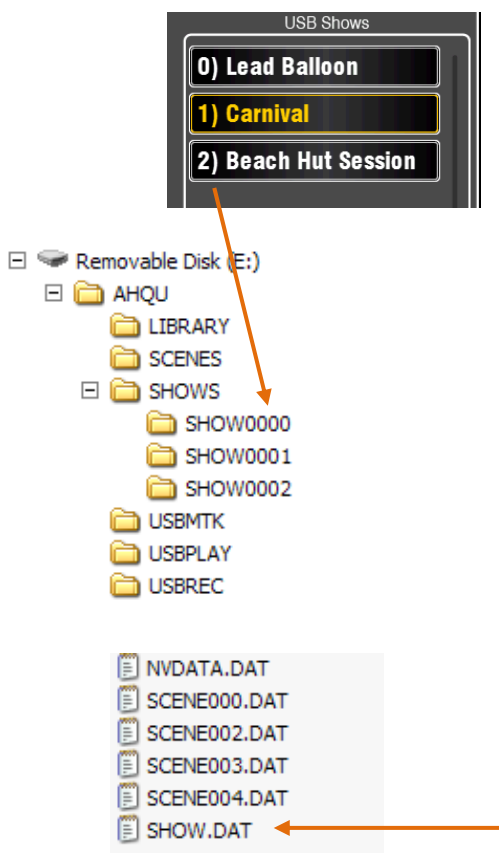 USB Shows
0) Lead Balloon
1) Carnival
2) Beach Hut Session
Removable Disk (E:)
AHQU
LIBRARY
SCENES
SHOWS
SHOW0000
SHOW0001
SHOW0002
USBMTK
USBPLAY
USBREC
NVDATA.DAT
SCENE000.DAT
SCENE002.DAT
SCENE003.DAT
SCENE004.DAT
SHOW.DAT